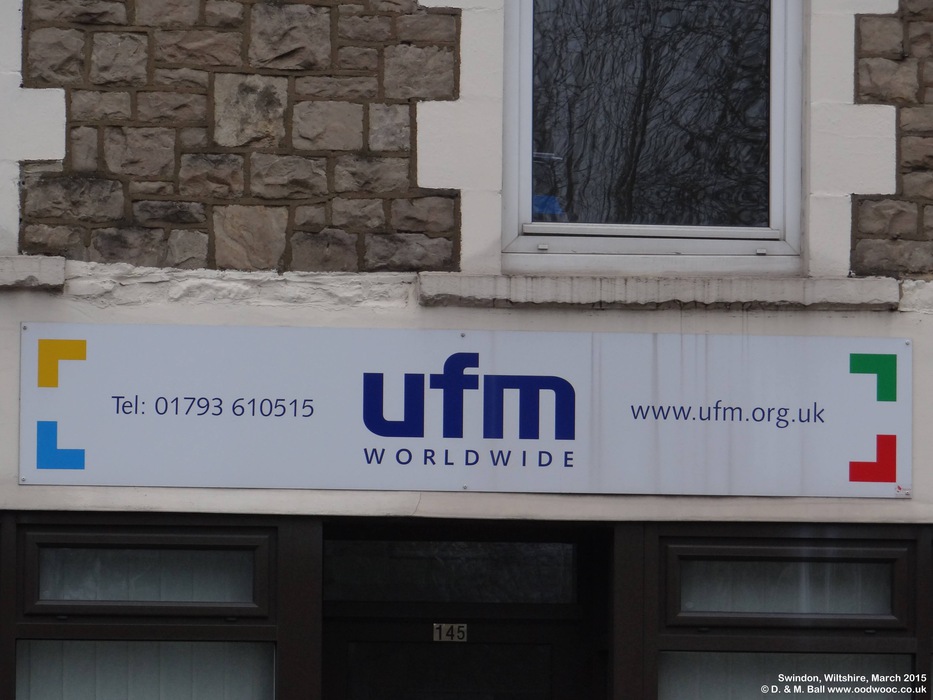 Tel: 01793 610515
ufm
WORLDWIDE
www.ufm.org.uk
145
Swindon, Wiltshire, March 2015
© D. & M. Ball www.oodwooc.co.uk